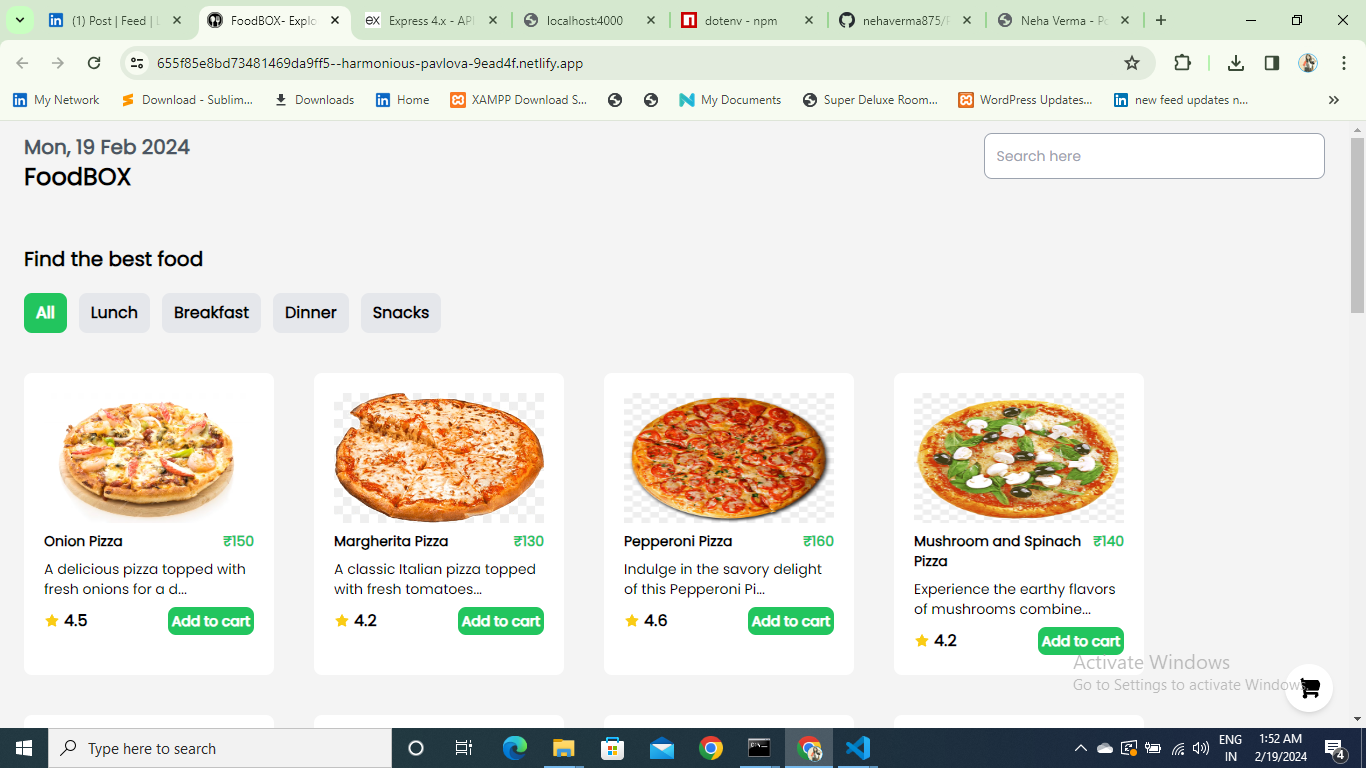 (1) Post | Feed | L
FoodBOX- Explo
Express 4.x - API
localhost:4000
dotenv - npm
nehaverma875/
Neha Verma - Po
655f85e8bd73481469da9ff5--harmonious-pavlova-9ead4f.netlify.app
My Network
Download - Sublim...
Downloads
Home
XAMPP Download S...
My Documents
Super Deluxe Room...
WordPress Updates...
new feed updates n...
Mon, 19 Feb 2024
FoodBOX
Search here
Find the best food
All Lunch Breakfast Dinner Snacks
Onion Pizza ₹150
A delicious pizza topped with
fresh onions for a d...
4.5 Add to cart
Margherita Pizza ₹130
A classic Italian pizza topped
with fresh tomatoes...
4.2 Add to cart
Pepperoni Pizza ₹160
Indulge in the savory delight
of this Pepperoni Pi...
4.6 Add to cart
Mushroom and Spinach ₹140
Pizza
Experience the earthy flavors
of mushrooms combine...
4.2 Add to cart
Activate Windows
Go to Settings to activate Windows.
Type here to search
ENG
IN
1:52 AM
2/19/2024
4